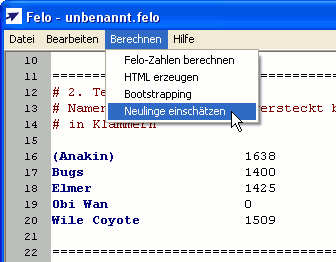 Felo - unbenannt.felo
Datei Bearbeiten Berechnen Hilfe
Felo-Zahlen berechnen
HTML erzeugen
Bootstrapping
Neulinge einschätzen
10
11 ====================================
12 # 2. Te
13 # Namen ersteckt
14 # in Klammern
15
16 (Anakin) 1638
17 Bugs 1400
18 Elmer 1425
19 Obi Wan 0
20 Wile Coyote 1509
21
22 ====================================